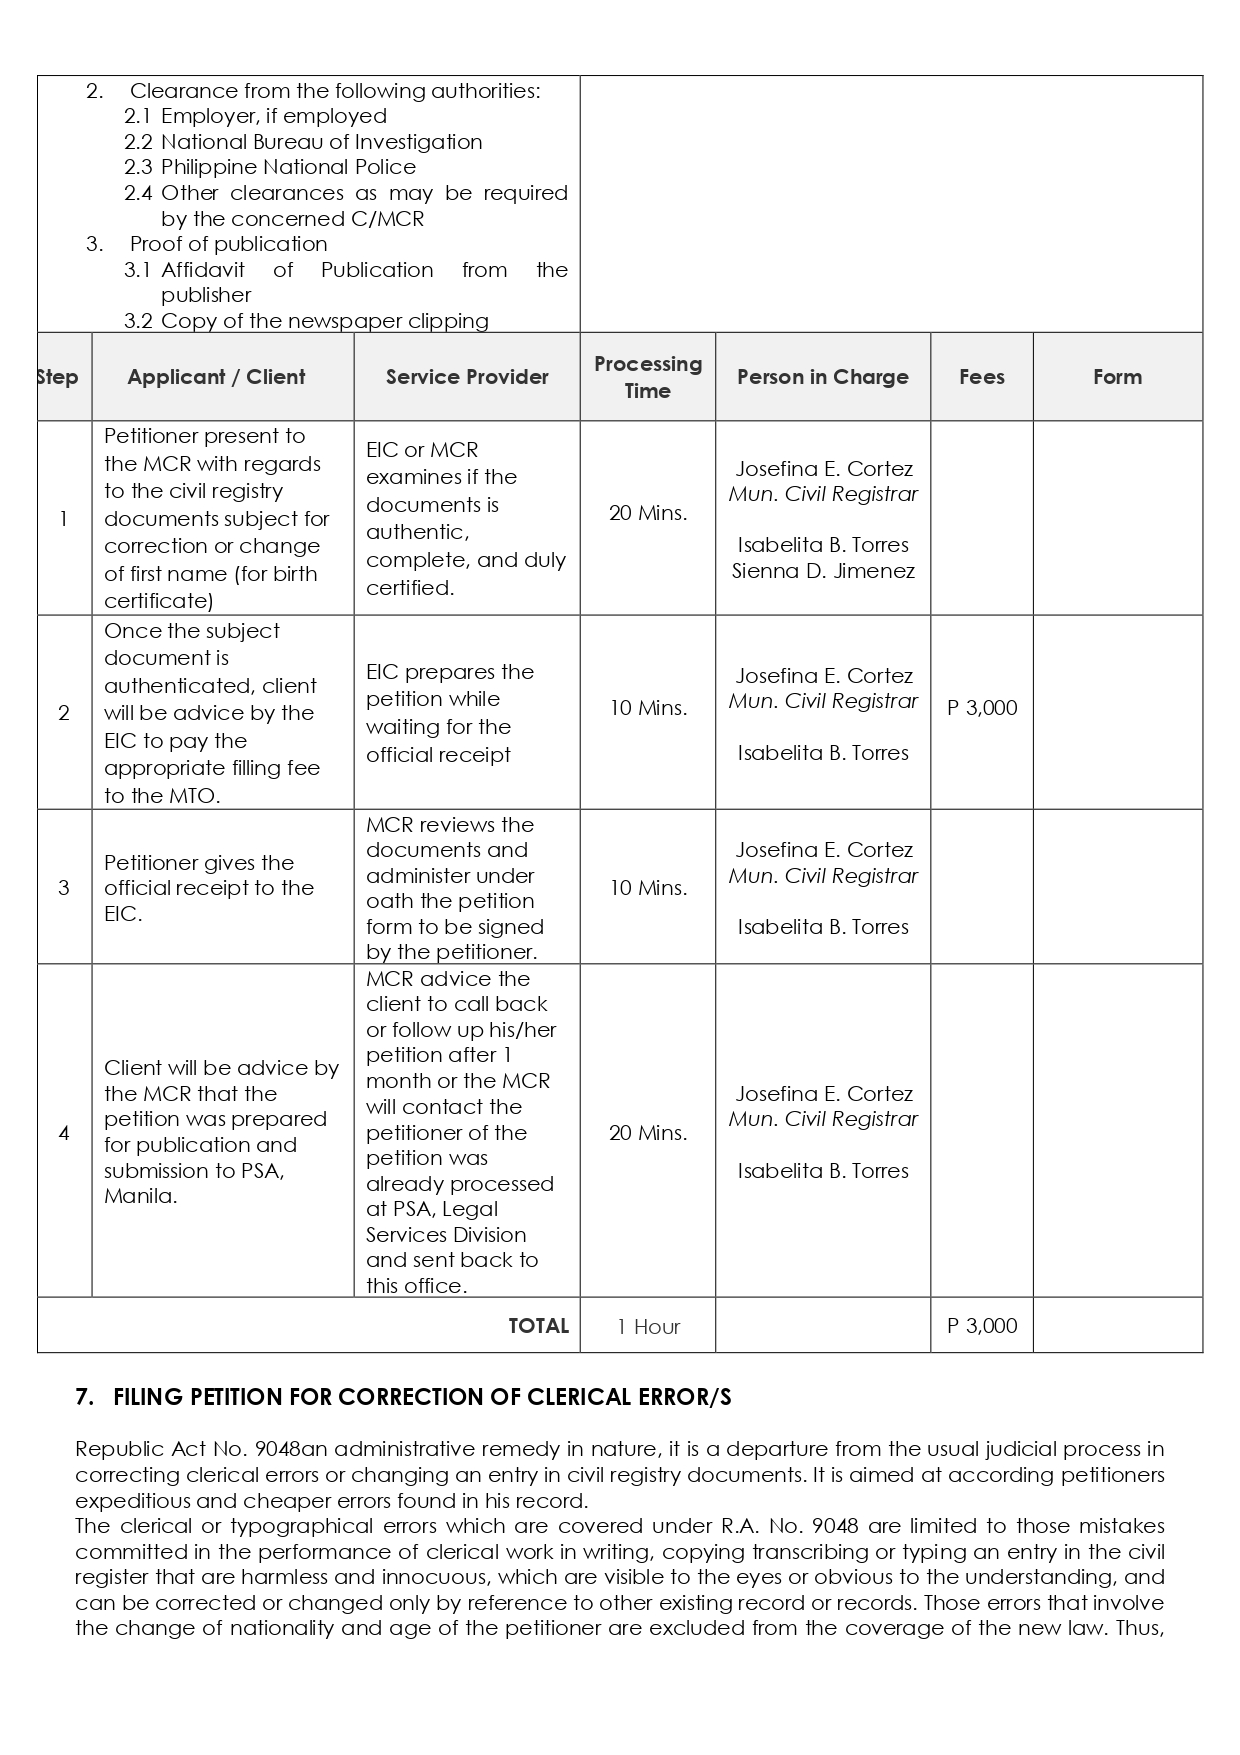 2. Clearance from the following authorities:
2.1 Employer, if employed
2.2 National Bureau of Investigation
2.3 Philippine National Police
2.4 Other clearances as may be required
by the concerned C/MCR
3. Proof of publication
3.1 Affidavit of Publication from the
publisher
3.2 Copy of the newspaper clipping
Step
Applicant / Client
Service Provider
Processing
Time
Person in Charge
Fees
Form
1
Petitioner present to
the MCR with regards
to the civil registry
documents subject for
correction or change
of first name (for birth
certificate)
EIC or MCR
examines if the
documents is
authentic,
complete, and duly
certified.
20 Mins.
Josefina E. Cortez
Mun. Civil Registrar
Isabelita B. Torres
Sienna D. Jimenez
2
Once the subject
document is
authenticated, client
will be advice by the
EIC to pay the
appropriate filling fee
to the MTO.
EIC prepares the
petition while
waiting for the
official receipt
10 Mins.
Josefina E. Cortez
Mun. Civil Registrar
Isabelita B. Torres
P 3,000
3
Petitioner gives the
official receipt to the
EIC.
MCR reviews the
documents and
administer under
oath the petition
form to be signed
by the petitioner.
10 Mins.
Josefina E. Cortez
Mun. Civil Registrar
Isabelita B. Torres
4
Client will be advice by
the MCR that the
petition was prepared
for publication and
submission to PSA,
Manila.
MCR advice the
client to call back
or follow up his/her
petition after 1
month or the MCR
will contact the
petitioner of the
petition was
already processed
at PSA, Legal
Services Division
and sent back to
this office.
20 Mins.
Josefina E. Cortez
Mun. Civil Registrar
Isabelita B. Torres
TOTAL
1 Hour
P 3,000
7. FILING PETITION FOR CORRECTION OF CLERICAL ERROR/S
Republic Act No. 9048an administrative remedy in nature, it is a departure from the usual judicial process in
correcting clerical errors or changing an entry in civil registry documents. It is aimed at according petitioners
expeditious and cheaper errors found in his record.
The clerical or typographical errors which are covered under R.A. No. 9048 are limited to those mistakes
committed in the performance of clerical work in writing, copying transcribing or typing an entry in the civil
register that are harmless and innocuous, which are visible to the eyes or obvious to the understanding, and
can be corrected or changed only by reference to other existing record or records. Those errors that involve
the change of nationality and age of the petitioner are excluded from the coverage of the new law. Thus,